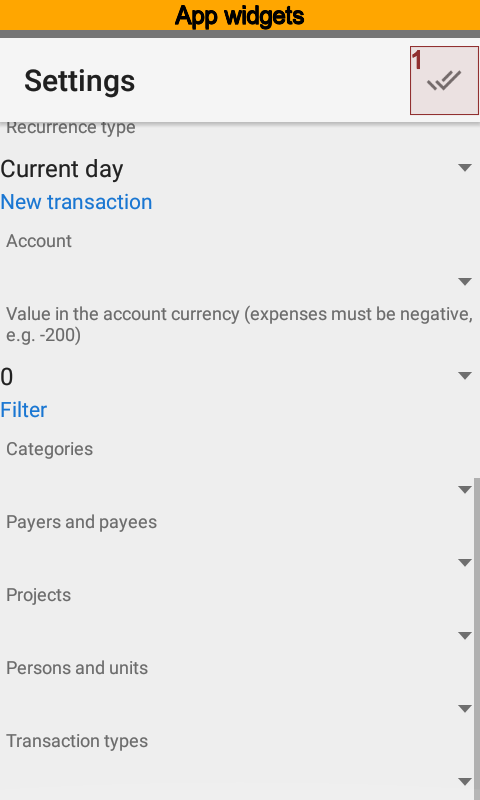 App widgets
Settings
1
Recurrence type
Current day
New transaction
Account
Value in the account currency (expenses must be negative,
e.g. -200)
0
Filter
Categories
Payers and payees
Projects
Persons and units
Transaction types